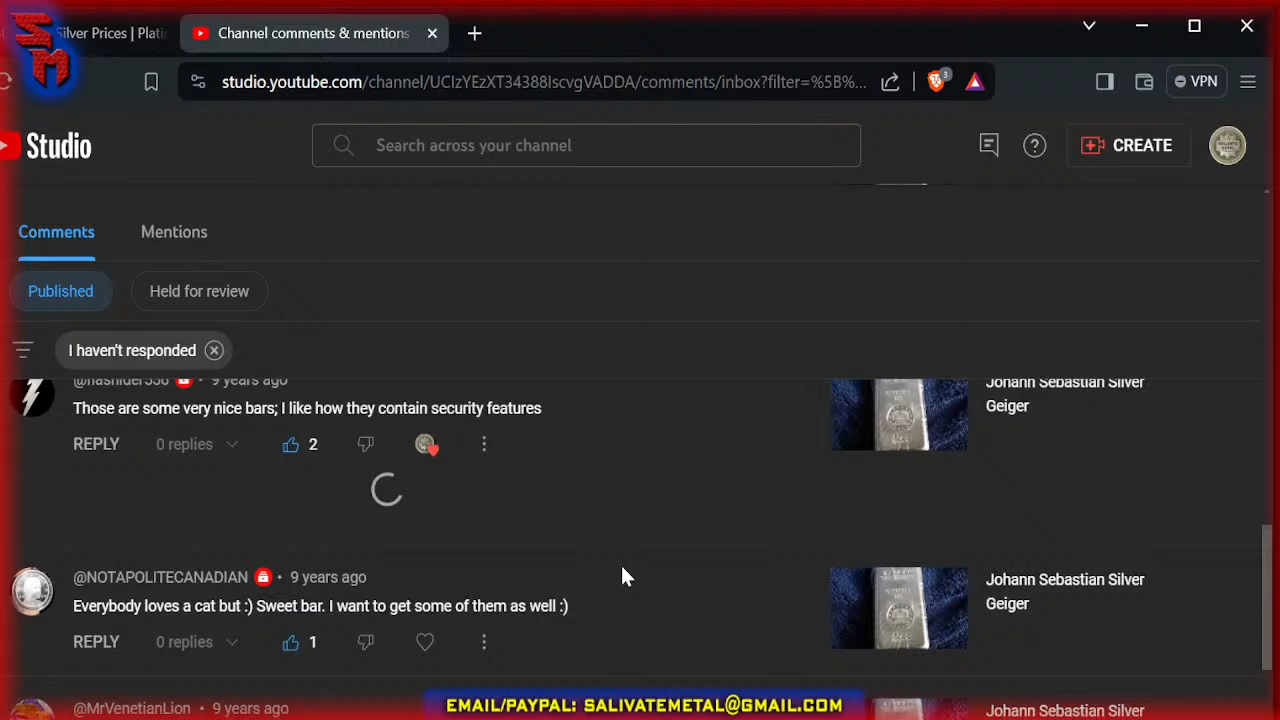 SM
Silver Prices | Plati
Channel comments & mentions
studio.youtube.com/channel/UCIzYEzXT34388IscvgVADDA/comments/inbox?filter=%5B%...
3
VPN
Studio
Search across your channel
CREATE
Comments
Mentions
Published
Held for review
I haven't responded
9 years ago
Those are some very nice bars; I like how they contain security features
REPLY
0 replies
2
Johann Sebastian Silver
Geiger
@NOTAPOLITECANADIAN • 9 years ago
Everybody loves a cat but :) Sweet bar. I want to get some of them as well :)
REPLY
0 replies
1
Johann Sebastian Silver
Geiger
@MrVenetianLion • 9 years ago
Johann Sebastian Silver
EMAIL/PAYPAL: SALIVATEMETAL@GMAIL.COM